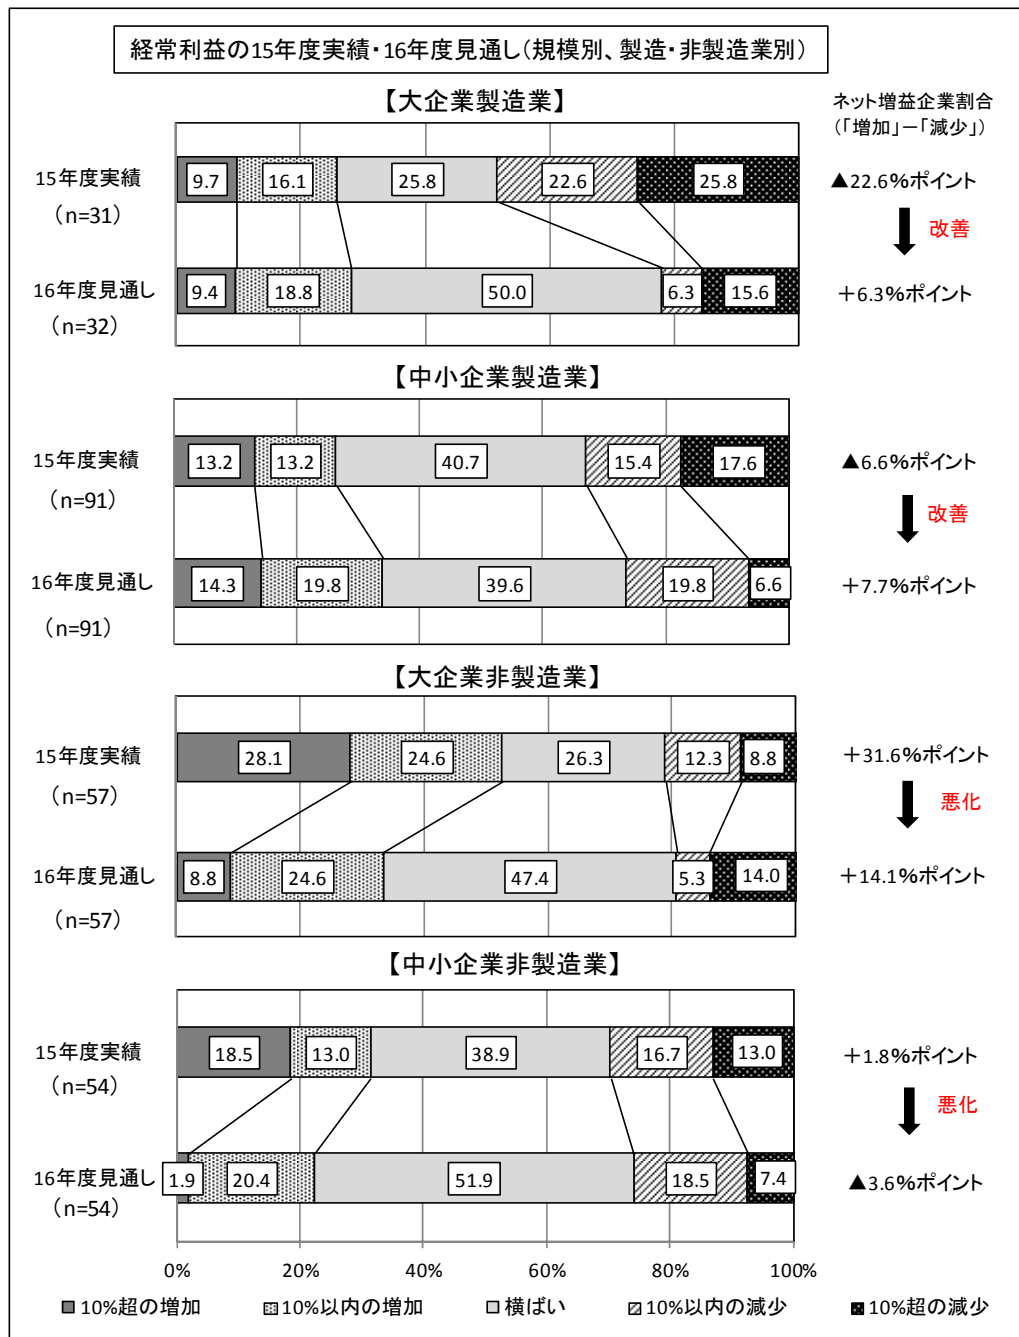 経常利益の15年度実績・16年度見通し(規模別、製造・非製造業別)
【大企業製造業】
ネット増益企業割合
(「増加」－「減少」)
15年度実績
(n=31)
9.7 16.1 25.8 22.6 25.8
▲22.6%ポイント
改善
16年度見通し
(n=32)
9.4 18.8 50.0 6.3 15.6
＋6.3%ポイント
【中小企業製造業】
15年度実績
(n=91)
13.2 13.2 40.7 15.4 17.6
▲6.6%ポイント
改善
16年度見通し
(n=91)
14.3 19.8 39.6 19.8 6.6
＋7.7%ポイント
【大企業非製造業】
15年度実績
(n=57)
28.1 24.6 26.3 12.3 8.8
＋31.6%ポイント
悪化
16年度見通し
(n=57)
8.8 24.6 47.4 5.3 14.0
＋14.1%ポイント
【中小企業非製造業】
15年度実績
(n=54)
18.5 13.0 38.9 16.7 13.0
＋1.8%ポイント
悪化
16年度見通し
(n=54)
1.9 20.4 51.9 18.5 7.4
▲3.6%ポイント
0% 20% 40% 60% 80% 100%
10%超の増加 10%以内の増加 横ばい 10%以内の減少 10%超の減少